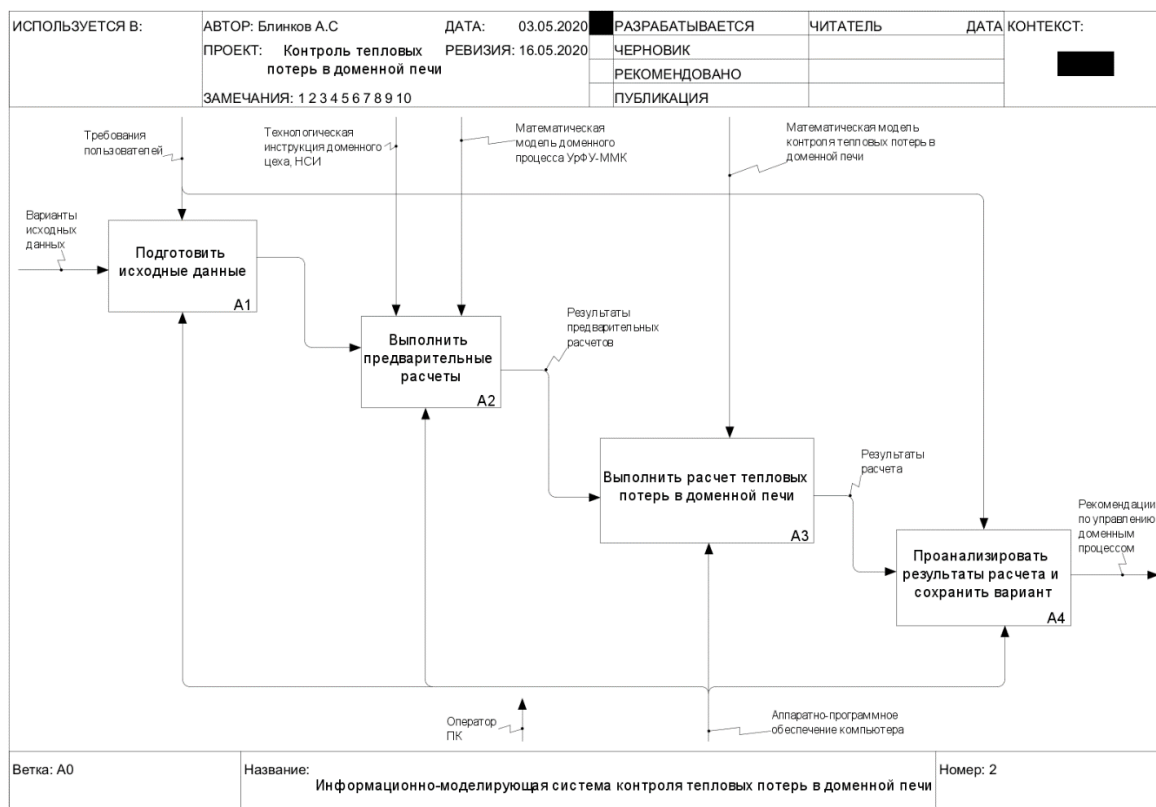 ИСПОЛЬЗУЕТСЯ В:
АВТОР: Блинков А.С
ДАТА: 03.05.2020
РАЗРАБАТЫВАЕТСЯ
ЧИТАТЕЛЬ
ДАТА
КОНТЕКСТ:
ПРОЕКТ: Контроль тепловых
потерь в доменной печи
РЕВИЗИЯ: 16.05.2020
ЧЕРНОВИК
РЕКОМЕНДОВАНО
ЗАМЕЧАНИЯ: 1 2 3 4 5 6 7 8 9 10
ПУБЛИКАЦИЯ
Требования
пользователей
Технологическая
инструкция доменного
цеха, НСИ
Математическая
модель доменного
процесса УрФУ-ММК
Математическая модель
контроля тепловых потерь в
доменной печи
Варианты
исходных
данных
Подготовить
исходные данные
А1
Выполнить
предварительные
расчеты
А2
Результаты
предварительных
расчетов
Выполнить расчет тепловых
потерь в доменной печи
А3
Результаты
расчета
Проанализировать
результаты расчета и
сохранить вариант
А4
Рекомендации
по управлению
доменным
процессом
Оператор
ПК
Аппаратно-программное
обеспечение компьютера
Ветка: А0
Название:
Информационно-моделирующая система контроля тепловых потерь в доменной печи
Номер: 2